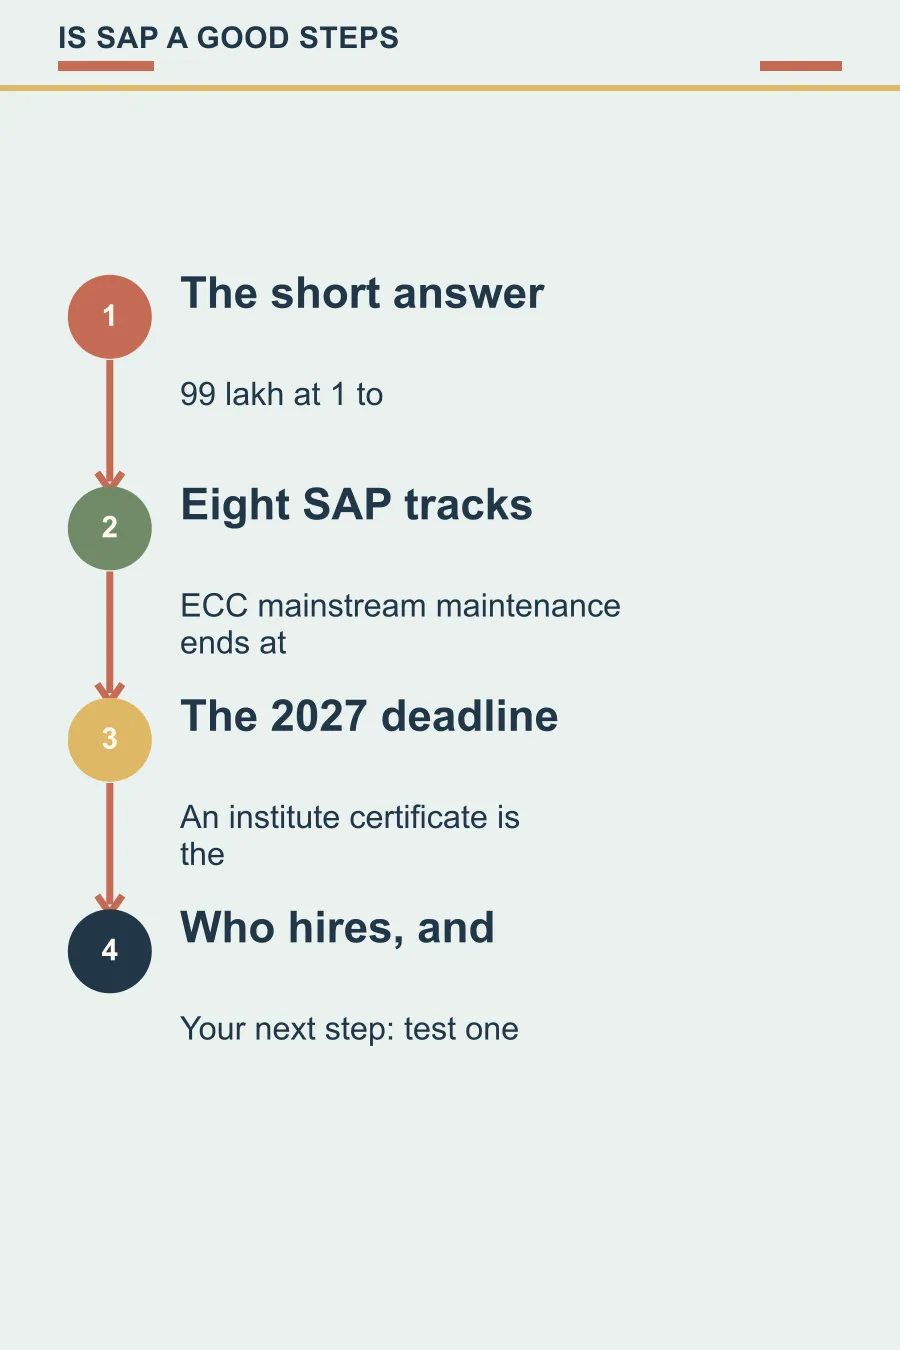 IS SAP A GOOD STEPS
1
The short answer
99 lakh at 1 to
2
Eight SAP tracks
ECC mainstream maintenance
ends at
3
The 2027 deadline
An institute certificate is
the
4
Who hires, and
Your next step: test one